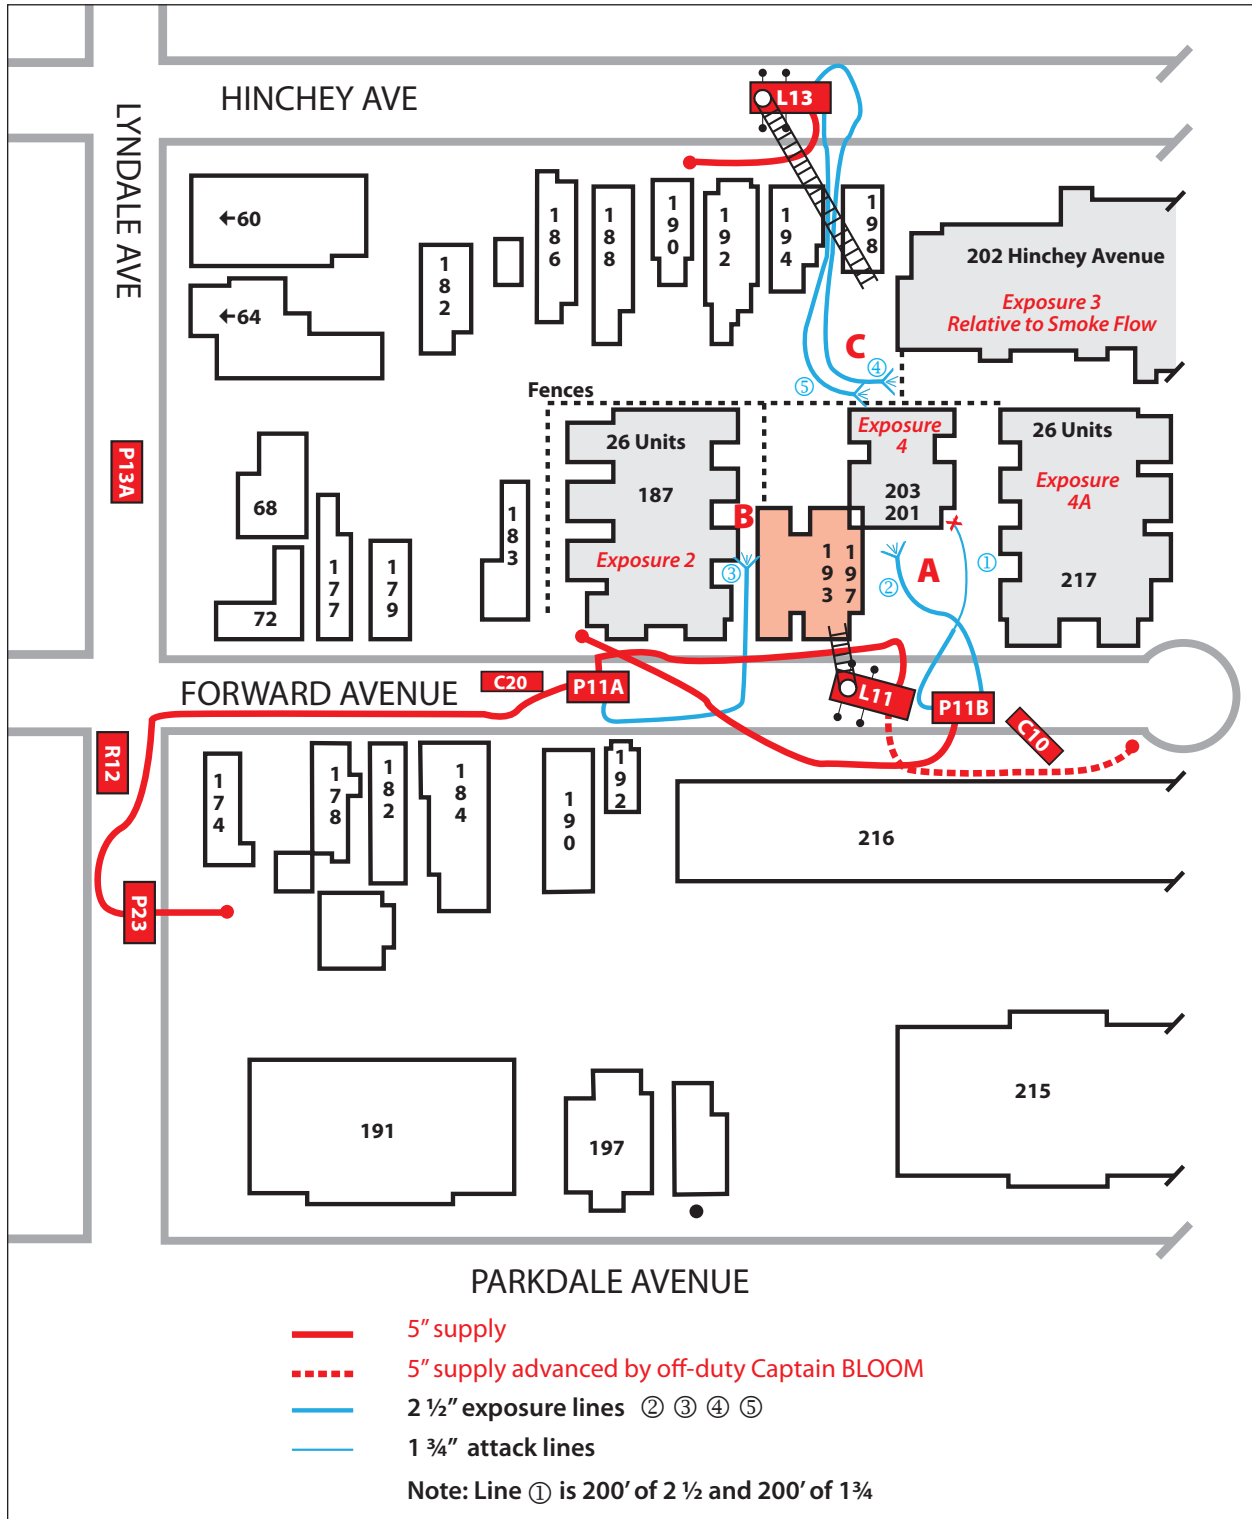 HINCHEY AVE
L13
LYNDALE AVE
←60
←64
182
186
188
190
192
194
198
202 Hinchey Avenue
Exposure 3
Relative to Smoke Flow
C
④
⑤
Fences
P13A
68
72
177
179
183
26 Units
187
Exposure 2
B
③
193
197
Exposure
4
203
201
A
①
②
26 Units
Exposure
4A
217
FORWARD AVENUE
C20
P11A
L11
P11B
C10
R12
P23
174
178
182
184
190
192
216
191
197
215
PARKDALE AVENUE
5” supply
5” supply advanced by off-duty Captain BLOOM
2 ½” exposure lines ② ③ ④ ⑤
1 ¾” attack lines
Note: Line ① is 200’ of 2 ½ and 200’ of 1¾